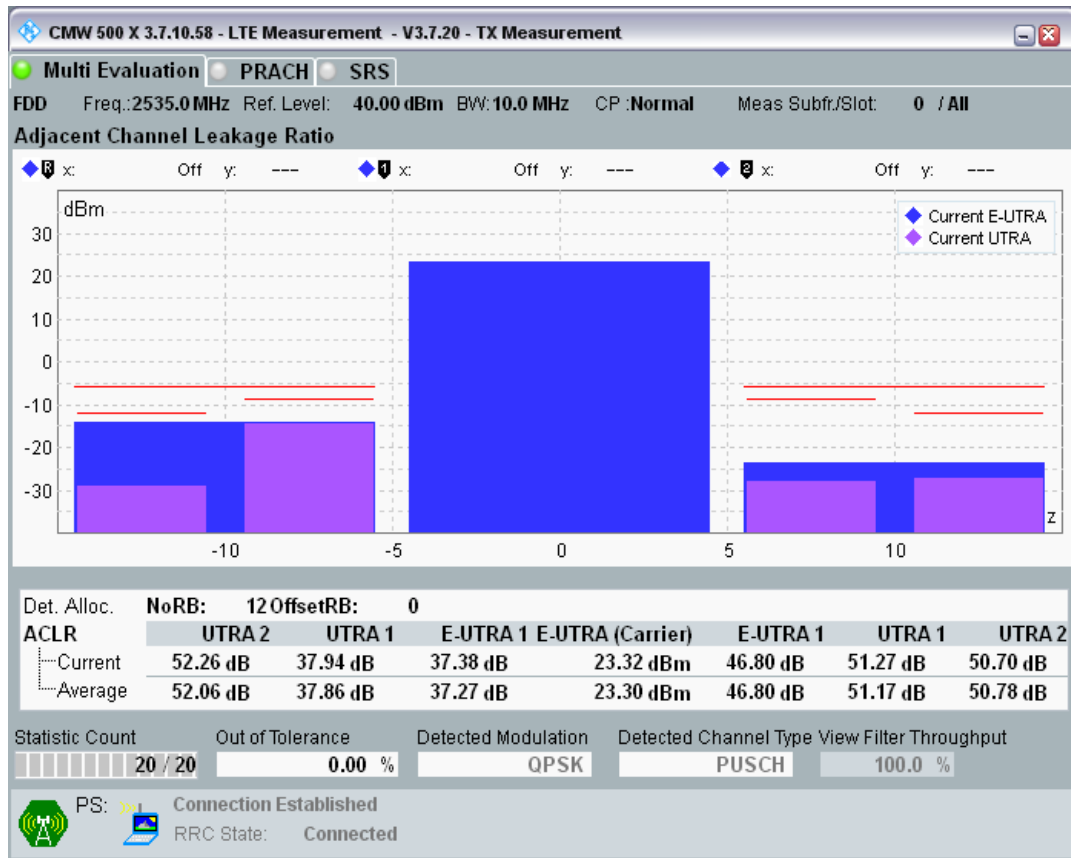 CMW 500 X 3.7.10.58 - LTE Measurement - V3.7.20 - TX Measurement
Multi Evaluation PRACH SRS
FDD Freq.:2535.0 MHz Ref. Level: 40.00 dBm BW:10.0 MHz CP :Normal Meas Subfr./Slot: 0 / All
Adjacent Channel Leakage Ratio
R x: Off y: --- 1 x: Off y: --- 2 x: Off y: ---
dBm
Current E-UTRA
Current UTRA
30
20
10
0
-10
-20
-30
z
-10 -5 0 5 10
Det. Alloc. NoRB: 12 OffsetRB: 0
ACLR UTRA 2 UTRA 1 E-UTRA 1 E-UTRA (Carrier) E-UTRA 1 UTRA 1 UTRA 2
Current 52.26 dB 37.94 dB 37.38 dB 23.32 dBm 46.80 dB 51.27 dB 50.70 dB
Average 52.06 dB 37.86 dB 37.27 dB 23.30 dBm 46.80 dB 51.17 dB 50.78 dB
Statistic Count Out of Tolerance Detected Modulation Detected Channel Type View Filter Throughput
20 / 20 0.00 % QPSK PUSCH 100.0 %
PS: Connection Established
RRC State: Connected